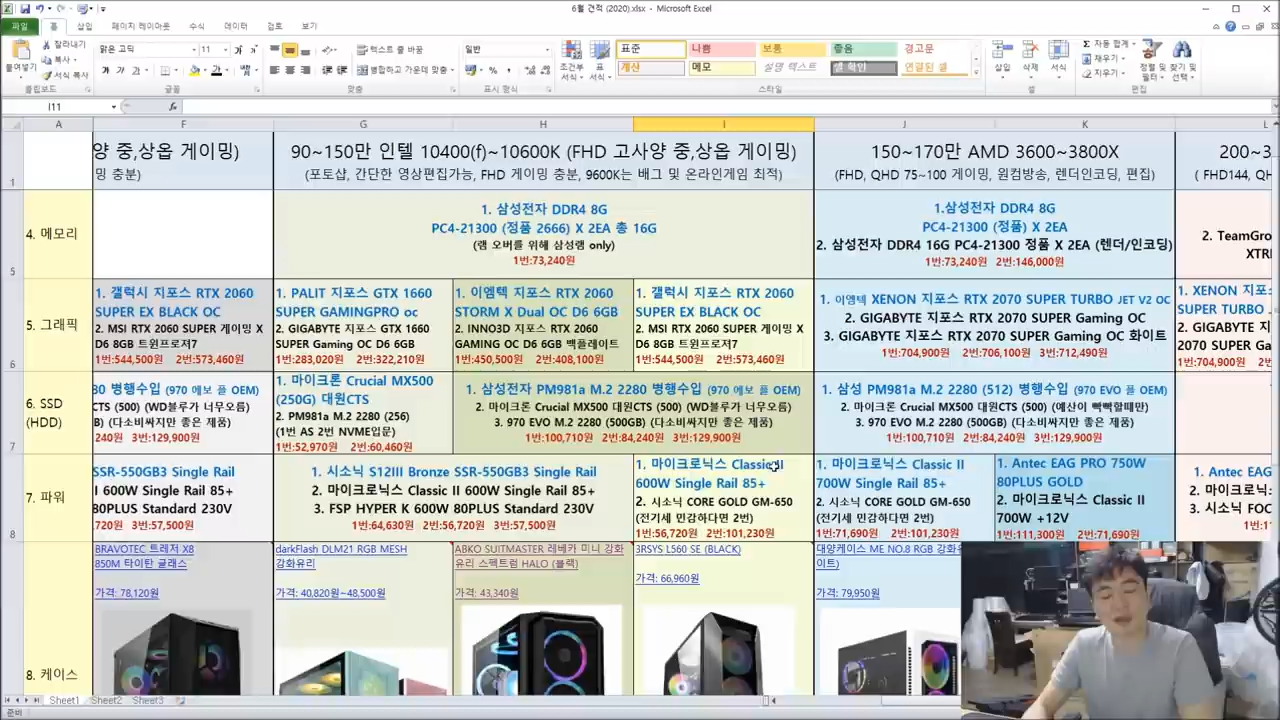 6월 견적 (2020).xlsx - Microsoft Excel
파일 홈 삽입 페이지 레이아웃 수식 데이터 검토 보기
잘라내기
복사
서식 복사
붙여넣기
클립보드
맑은 고딕 11
글꼴
텍스트 줄 바꿈
병합하고 가운데 맞춤
맞춤
일반
표시 형식
조건부 서식
표 서식
표준 나쁨 보통 좋음 경고문
계산 메모 설명 텍스트 셀 확인 연결된 셀
스타일
삽입 삭제 서식
셀
자동 합계
채우기
지우기
정렬 및 필터
찾기 및 선택
편집
I11 fx
A F G H I J K L
1
양 중,상옵 게이밍)
밍 충분)
90~150만 인텔 10400(f)~10600K (FHD 고사양 중,상옵 게이밍)
(포토샵, 간단한 영상편집가능, FHD 게이밍 충분, 9600K는 배그 및 온라인게임 최적)
150~170만 AMD 3600~3800X
(FHD, QHD 75~100 게이밍, 원컴방송, 렌더인코딩, 편집)
200~3
( FHD144, QHD
5
4. 메모리
1. 삼성전자 DDR4 8G
PC4-21300 (정품 2666) X 2EA 총 16G
(램 오버를 위해 삼성램 only)
1번:73,240원
1.삼성전자 DDR4 8G
PC4-21300 (정품) X 2EA
2. 삼성전자 DDR4 16G PC4-21300 정품 X 2EA (렌더/인코딩)
1번:73,240원 2번:146,000원
2. TeamGro
XTRE
6
5. 그래픽
1. 갤럭시 지포스 RTX 2060
SUPER EX BLACK OC
2. MSI RTX 2060 SUPER 게이밍 X
D6 8GB 트윈프로져7
1번:544,500원 2번:573,460원
1. PALIT 지포스 GTX 1660
SUPER GAMINGPRO oc
2. GIGABYTE 지포스 GTX 1660
SUPER Gaming OC D6 6GB
1번:283,020원 2번:322,210원
1. 이엠텍 지포스 RTX 2060
STORM X Dual OC D6 6GB
2. INNO3D 지포스 RTX 2060
GAMING OC D6 6GB 백플레이트
1번:450,500원 2번:408,100원
1. 갤럭시 지포스 RTX 2060
SUPER EX BLACK OC
2. MSI RTX 2060 SUPER 게이밍 X
D6 8GB 트윈프로져7
1번:544,500원 2번:573,460원
1. 이엠텍 XENON 지포스 RTX 2070 SUPER TURBO JET V2 OC
2. GIGABYTE 지포스 RTX 2070 SUPER Gaming OC
3. GIGABYTE 지포스 RTX 2070 SUPER Gaming OC 화이트
1번:704,900원 2번:706,100원 3번:712,490원
1. XENON 지포
SUPER TURBO
2. GIGABYTE 지
2070 SUPER Ga
1번:704,900원
7
6. SSD
(HDD)
80 병행수입 (970 에보 플 OEM)
CTS (500) (WD블루가 너무오름)
B) (다소비싸지만 좋은 제품)
240원 3번:129,900원
1. 마이크론 Crucial MX500
(250G) 대원CTS
2. PM981a M.2 2280 (256)
(1번 AS 2번 NVME입문)
1번:52,970원 2번:60,460원
1. 삼성전자 PM981a M.2 2280 병행수입 (970 에보 플 OEM)
2. 마이크론 Crucial MX500 대원CTS (500) (WD블루가 너무오름)
3. 970 EVO M.2 2280 (500GB) (다소비싸지만 좋은 제품)
1번:100,710원 2번:84,240원 3번:129,900원
1. 삼성 PM981a M.2 2280 (512) 병행수입 (970 EVO 플 OEM)
2. 마이크론 Crucial MX500 대원CTS (500) (예산이 빡빡할때만)
3. 970 EVO M.2 2280 (500GB) (다소비싸지만 좋은 제품)
1번:100,710원 2번:84,240원 3번:129,900원
8
7. 파워
SSR-550GB3 Single Rail
I 600W Single Rail 85+
80PLUS Standard 230V
720원 3번:57,500원
1. 시소닉 S12III Bronze SSR-550GB3 Single Rail
2. 마이크로닉스 Classic II 600W Single Rail 85+
3. FSP HYPER K 600W 80PLUS Standard 230V
1번:64,630원 2번:56,720원 3번:57,500원
1. 마이크로닉스 Classic II
600W Single Rail 85+
2. 시소닉 CORE GOLD GM-650
(전기세 민감하다면 2번)
1번:56,720원 2번:101,230원
1. 마이크로닉스 Classic II
700W Single Rail 85+
2. 시소닉 CORE GOLD GM-650
(전기세 민감하다면 2번)
1번:71,690원 2번:101,230원
1. Antec EAG PRO 750W
80PLUS GOLD
2. 마이크로닉스 Classic II
700W +12V
1번:111,300원 2번:71,690원
1. Antec EAG
2. 마이크로닉
3. 시소닉 FOC
8. 케이스
BRAVOTEC 트레저 X8
850M 타이탄 글래스
가격: 78,120원
darkFlash DLM21 RGB MESH
강화유리
가격: 40,820원~48,500원
ABKO SUITMASTER 레베카 미니 강화
유리 스펙트럼 HALO (블랙)
가격: 43,340원
3RSYS L560 SE (BLACK)
가격: 66,960원
대양케이스 ME NO.8 RGB 강화유
이트)
가격: 79,950원
Sheet1 Sheet2 Sheet3
준비